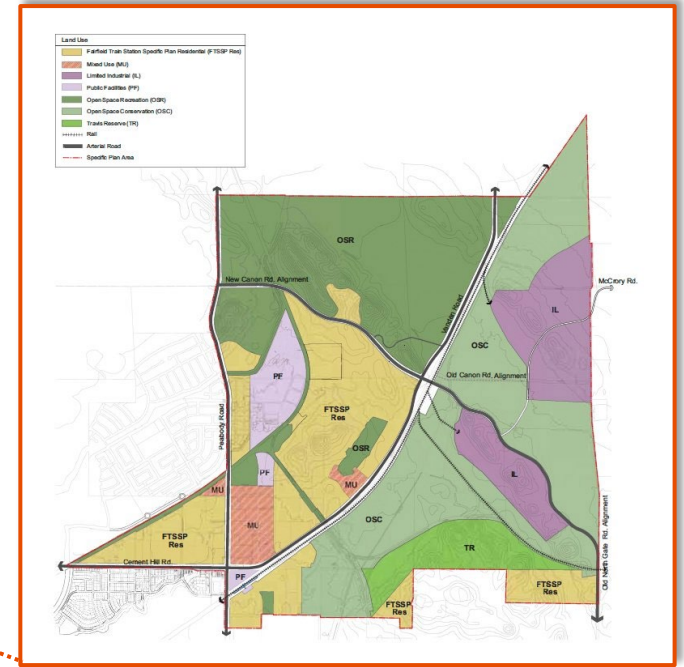 Land Use
Fairfield Train Station Specific Plan Residential (FTSSP Res)
Mixed Use (MU)
Limited Industrial (IL)
Public Facilities (PF)
Open Space Recreation (OSR)
Open Space Conservation (OSC)
Travis Reserve (TR)
Rail
Arterial Road
Specific Plan Area
OSR
New Canon Rd. Alignment
McCrory Rd.
IL
Vanden Road
OSC
PF
Old Canon Rd. Alignment
FTSSP
Res
Peabody Road
OSR
PF
MU
MU
IL
MU
OSC
FTSSP
Res
TR
Cement Hill Rd.
PF
Old North Gate Rd. Alignment
FTSSP
Res
FTSSP
Res